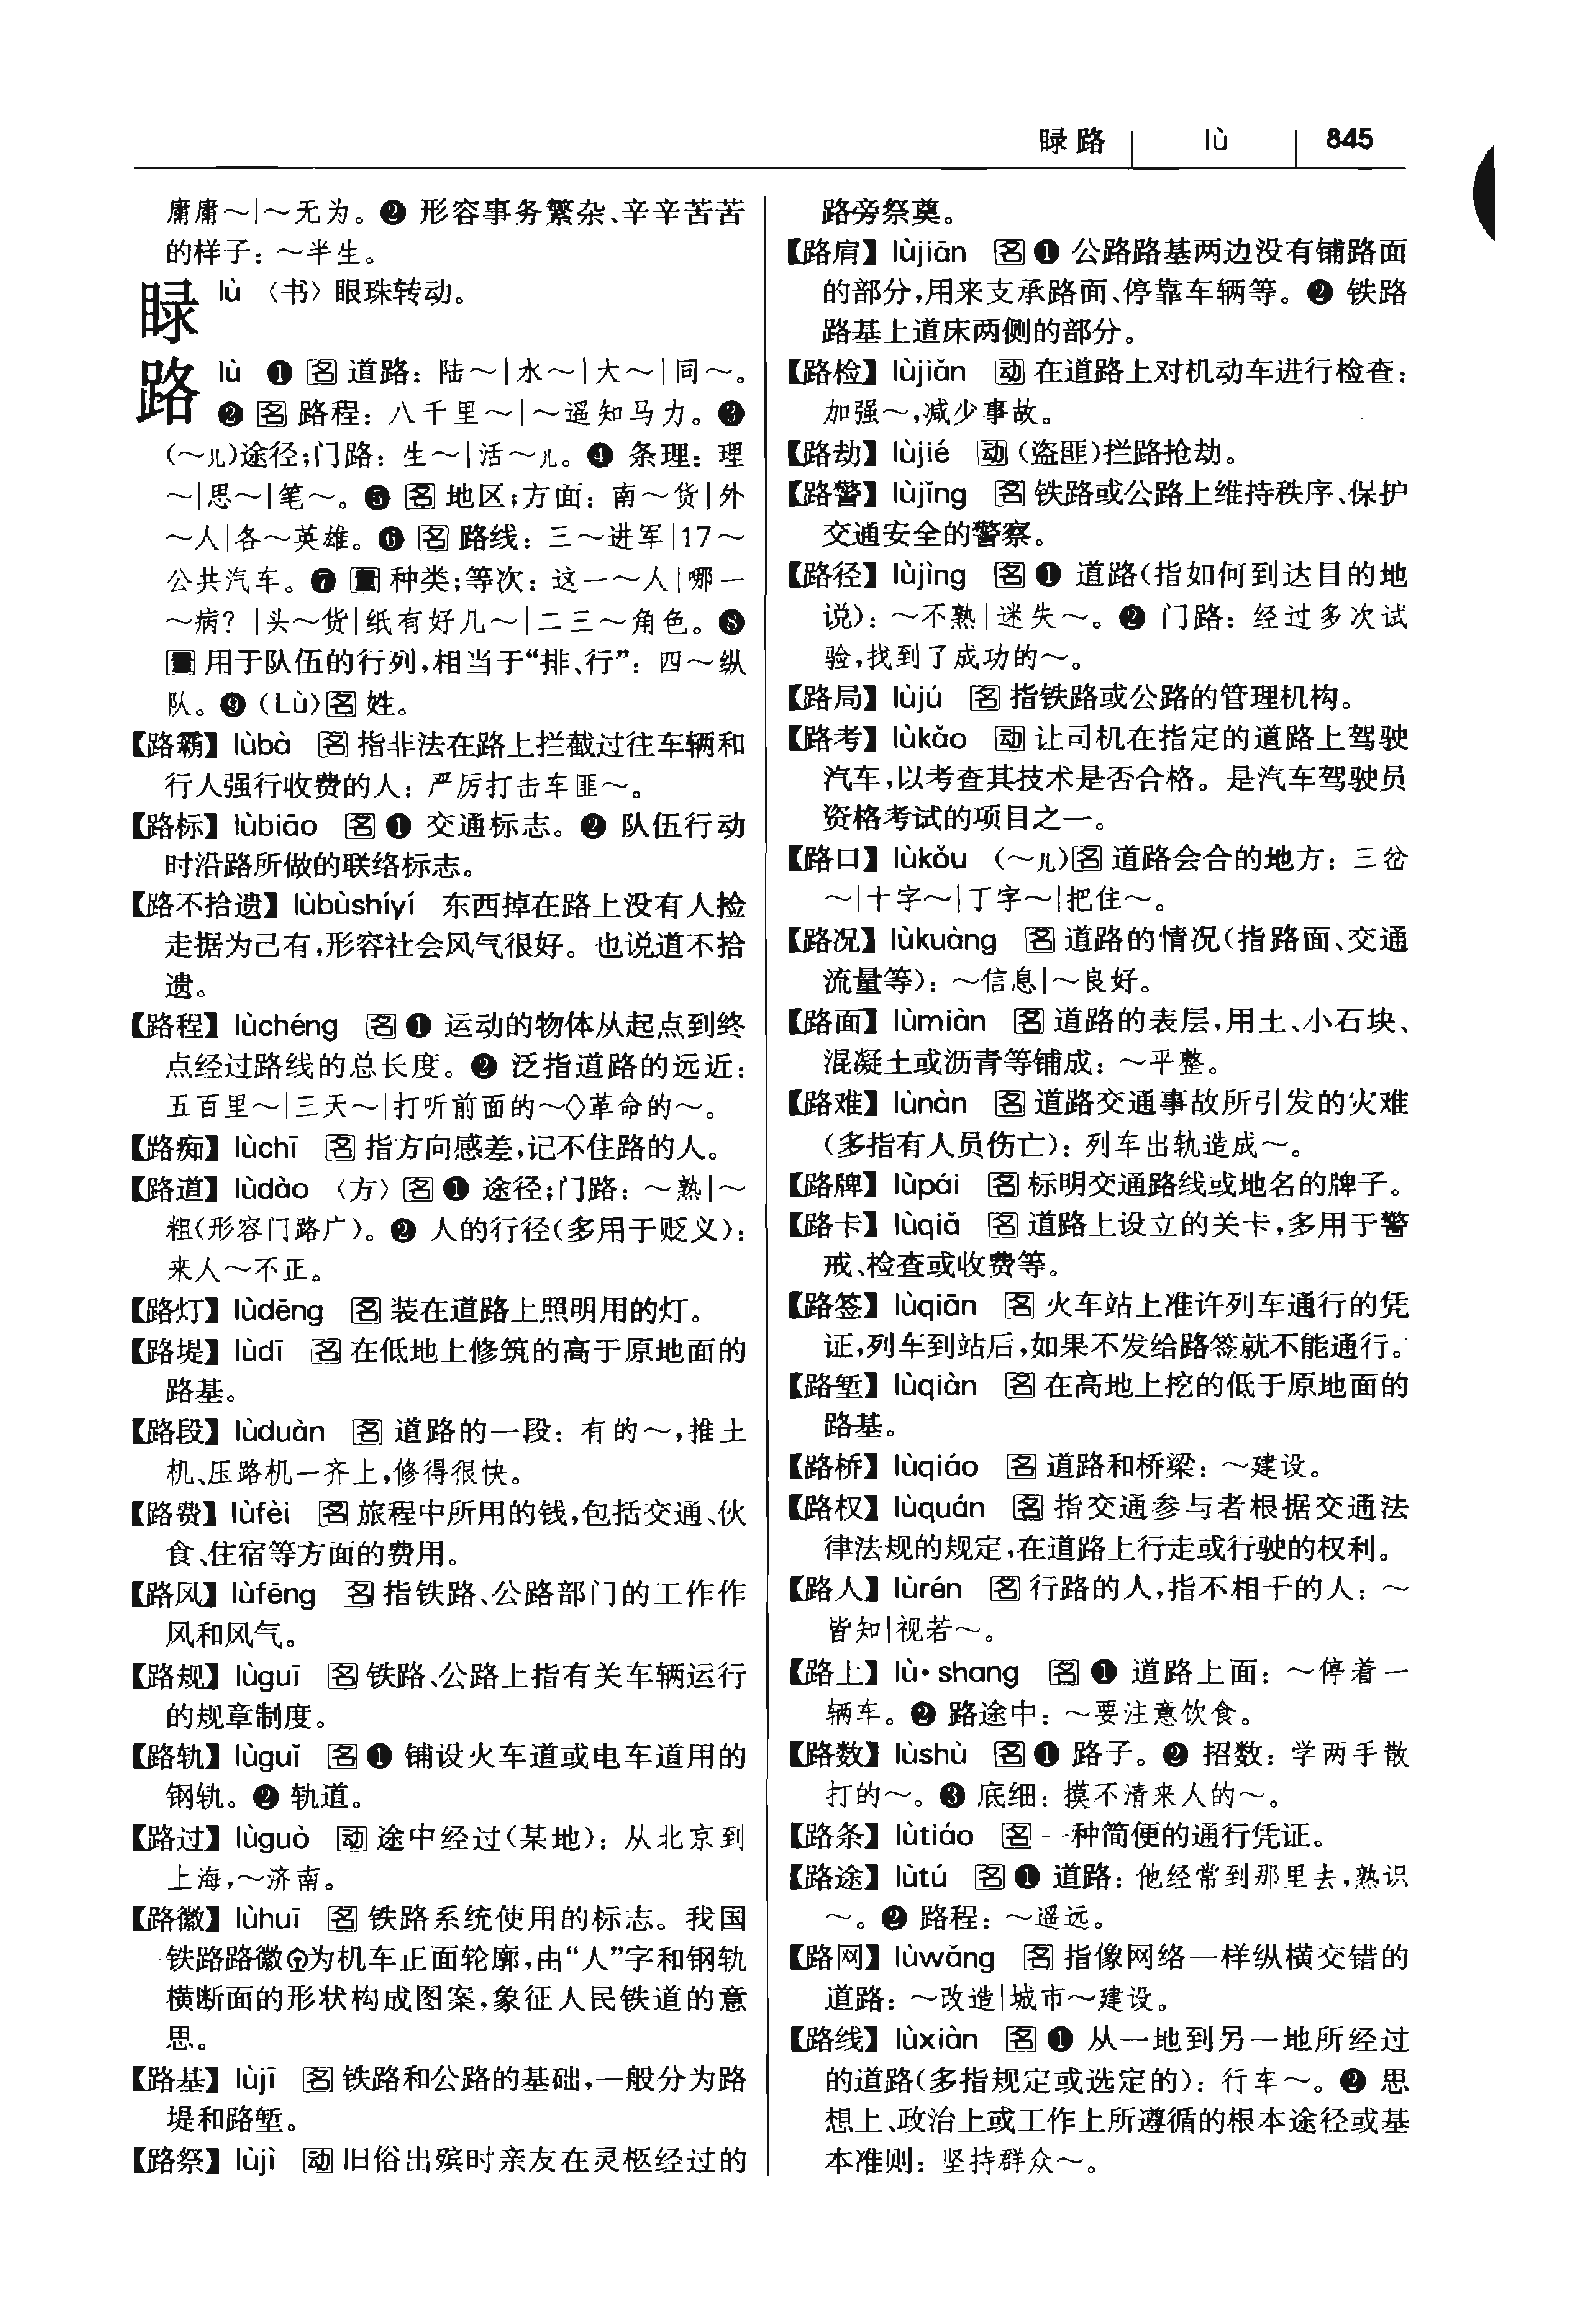 睩路 lù 845
庸庸～|～无为。❷ 形容事务繁杂、辛辛苦苦
的样子：～半生。
睩 lù 〈书〉眼珠转动。
路 lù ❶ 名 道路：陆～|水～|大～|同～。
❷ 名 路程：八千里～|～遥知马力。❸
(～儿)途径;门路：生～|活～儿。❹ 条理：理
～|思～|笔～。❺ 名 地区;方面：南～货|外
～人|各～英雄。❻ 名 路线：三～进军|17～
公共汽车。❼ 量 种类;等次：这一～人|哪一
～病？|头～货|纸有好几～|二三～角色。❽
量 用于队伍的行列,相当于“排、行”：四～纵
队。❾ (Lù)名 姓。
【路霸】lùbà 名 指非法在路上拦截过往车辆和
行人强行收费的人：严厉打击车匪～。
【路标】lùbiāo 名 ❶ 交通标志。❷ 队伍行动
时沿路所做的联络标志。
【路不拾遗】lùbùshíyí 东西掉在路上没有人捡
走据为己有,形容社会风气很好。也说道不拾
遗。
【路程】lùchéng 名 ❶ 运动的物体从起点到终
点经过路线的总长度。❷ 泛指道路的远近：
五百里～|三天～|打听前面的～◇革命的～。
【路痴】lùchī 名 指方向感差,记不住路的人。
【路道】lùdào 〈方〉名 ❶ 途径;门路：～熟|～
粗(形容门路广)。❷ 人的行径(多用于贬义)：
来人～不正。
【路灯】lùdēng 名 装在道路上照明用的灯。
【路堤】lùdī 名 在低地上修筑的高于原地面的
路基。
【路段】lùduàn 名 道路的一段：有的～,推土
机、压路机一齐上,修得很快。
【路费】lùfèi 名 旅程中所用的钱,包括交通、伙
食、住宿等方面的费用。
【路风】lùfēng 名 指铁路、公路部门的工作作
风和风气。
【路规】lùguī 名 铁路、公路上指有关车辆运行
的规章制度。
【路轨】lùguǐ 名 ❶ 铺设火车道或电车道用的
钢轨。❷ 轨道。
【路过】lùguò 动 途中经过(某地)：从北京到
上海,～济南。
【路徽】lùhuī 名 铁路系统使用的标志。我国
铁路路徽为机车正面轮廓,由“人”字和钢轨
横断面的形状构成图案,象征人民铁道的意
思。
【路基】lùjī 名 铁路和公路的基础,一般分为路
堤和路堑。
【路祭】lùjì 动 旧俗出殡时亲友在灵柩经过的
路旁祭奠。
【路肩】lùjiān 名 ❶ 公路路基两边没有铺路面
的部分,用来支承路面、停靠车辆等。❷ 铁路
路基上道床两侧的部分。
【路检】lùjiǎn 动 在道路上对机动车进行检查：
加强～,减少事故。
【路劫】lùjié 动 (盗匪)拦路抢劫。
【路警】lùjǐng 名 铁路或公路上维持秩序、保护
交通安全的警察。
【路径】lùjìng 名 ❶ 道路(指如何到达目的地
说)：～不熟|迷失～。❷ 门路：经过多次试
验,找到了成功的～。
【路局】lùjú 名 指铁路或公路的管理机构。
【路考】lùkǎo 动 让司机在指定的道路上驾驶
汽车,以考查其技术是否合格。是汽车驾驶员
资格考试的项目之一。
【路口】lùkǒu (～儿)名 道路会合的地方：三岔
～|十字～|丁字～|把住～。
【路况】lùkuàng 名 道路的情况(指路面、交通
流量等)：～信息|～良好。
【路面】lùmiàn 名 道路的表层,用土、小石块、
混凝土或沥青等铺成：～平整。
【路难】lùnàn 名 道路交通事故所引发的灾难
(多指有人员伤亡)：列车出轨造成～。
【路牌】lùpái 名 标明交通路线或地名的牌子。
【路卡】lùqiǎ 名 道路上设立的关卡,多用于警
戒、检查或收费等。
【路签】lùqiān 名 火车站上准许列车通行的凭
证,列车到站后,如果不发给路签就不能通行。
【路堑】lùqiàn 名 在高地上挖的低于原地面的
路基。
【路桥】lùqiáo 名 道路和桥梁：～建设。
【路权】lùquán 名 指交通参与者根据交通法
律法规的规定,在道路上行走或行驶的权利。
【路人】lùrén 名 行路的人,指不相干的人：～
皆知|视若～。
【路上】lù·shang 名 ❶ 道路上面：～停着一
辆车。❷ 路途中：～要注意饮食。
【路数】lùshù 名 ❶ 路子。❷ 招数：学两手散
打的～。❸ 底细：摸不清来人的～。
【路条】lùtiáo 名 一种简便的通行凭证。
【路途】lùtú 名 ❶ 道路：他经常到那里去,熟识
～。❷ 路程：～遥远。
【路网】lùwǎng 名 指像网络一样纵横交错的
道路：～改造|城市～建设。
【路线】lùxiàn 名 ❶ 从一地到另一地所经过
的道路(多指规定或选定的)：行车～。❷ 思
想上、政治上或工作上所遵循的根本途径或基
本准则：坚持群众～。